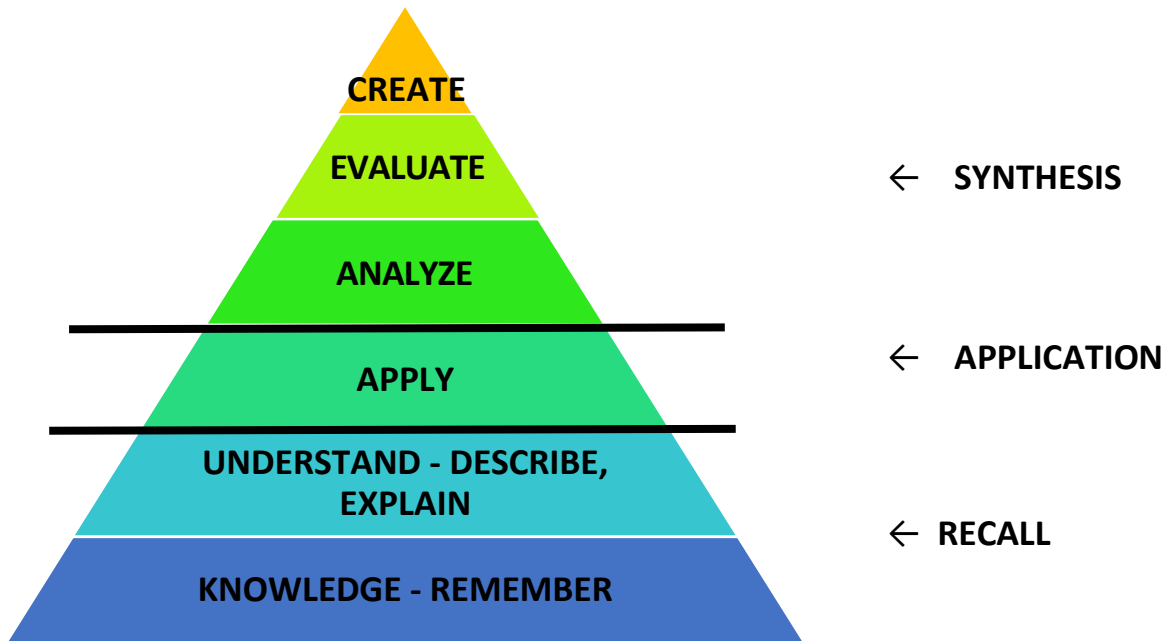 CREATE
EVALUATE
← SYNTHESIS
ANALYZE
APPLY
← APPLICATION
UNDERSTAND - DESCRIBE,
EXPLAIN
← RECALL
KNOWLEDGE - REMEMBER